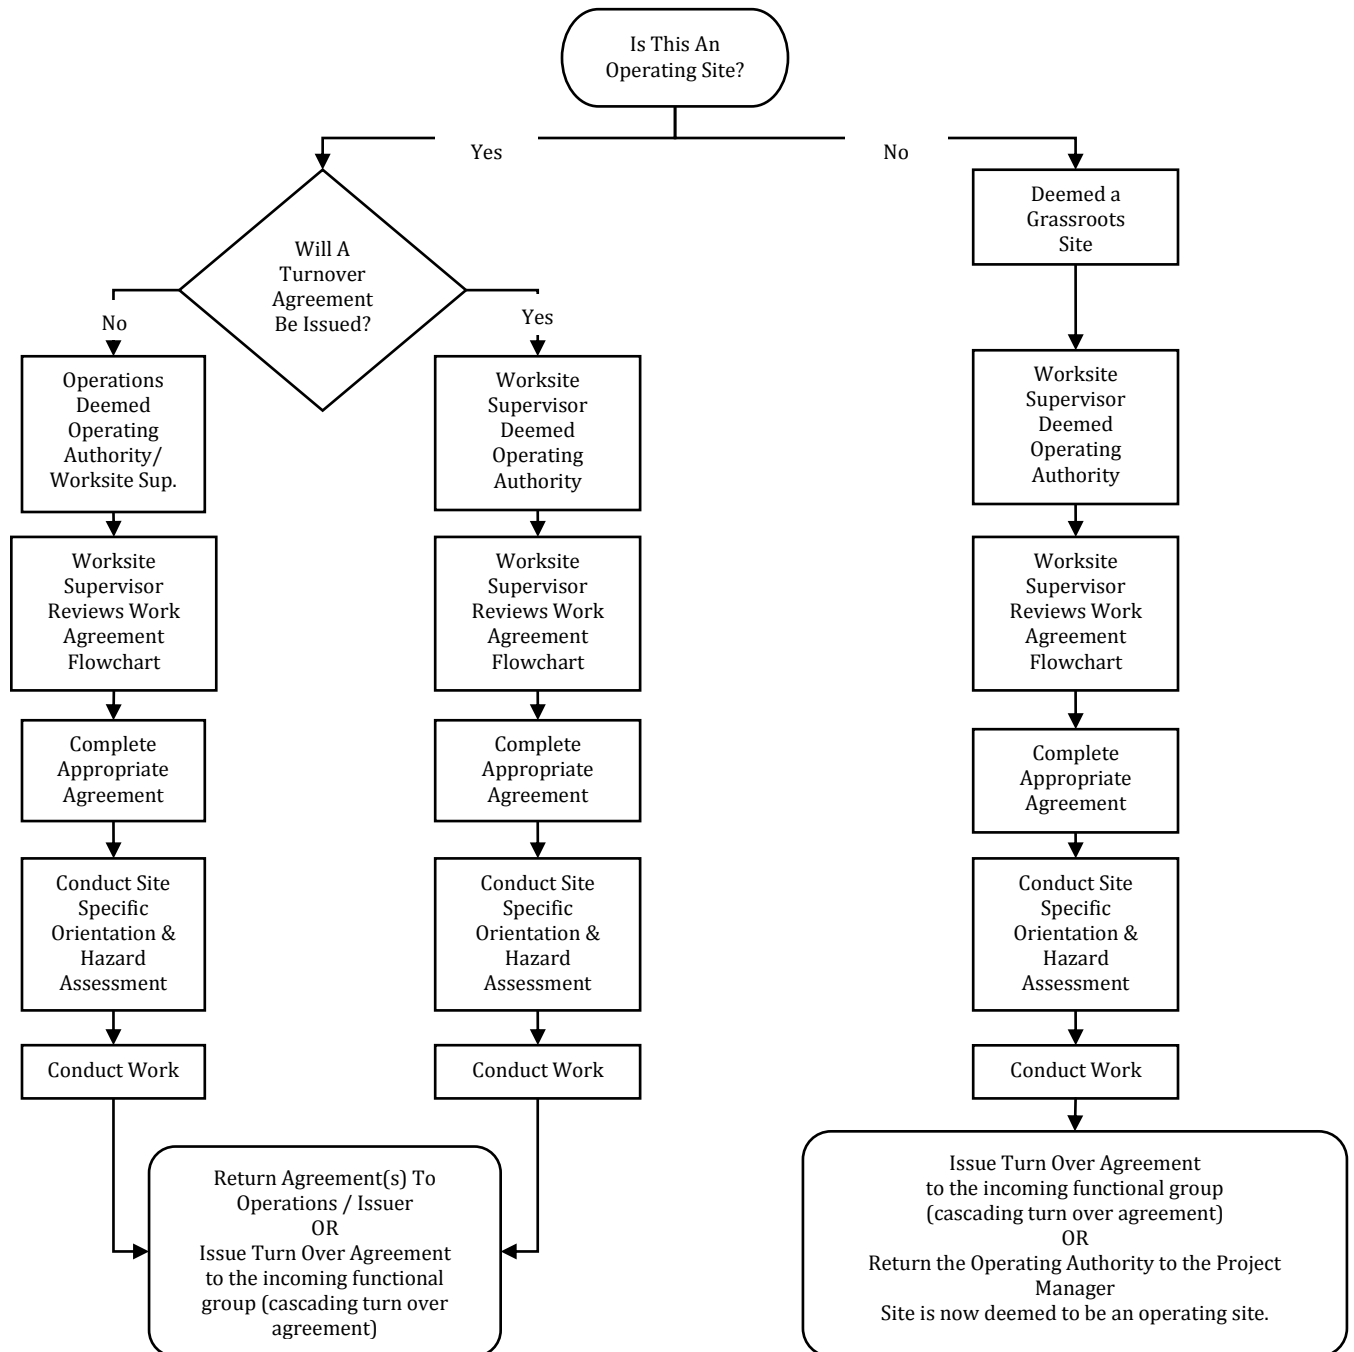 Is This An
Operating Site?
Yes
No
Deemed a
Grassroots
Site
Will A
Turnover
Agreement
Be Issued?
No
Yes
Operations
Deemed
Operating
Authority/
Worksite Sup.
Worksite
Supervisor
Deemed
Operating
Authority
Worksite
Supervisor
Deemed
Operating
Authority
Worksite
Supervisor
Reviews Work
Agreement
Flowchart
Worksite
Supervisor
Reviews Work
Agreement
Flowchart
Worksite
Supervisor
Reviews Work
Agreement
Flowchart
Complete
Appropriate
Agreement
Complete
Appropriate
Agreement
Complete
Appropriate
Agreement
Conduct Site
Specific
Orientation &
Hazard
Assessment
Conduct Site
Specific
Orientation &
Hazard
Assessment
Conduct Site
Specific
Orientation &
Hazard
Assessment
Conduct Work
Conduct Work
Conduct Work
Return Agreement(s) To
Operations / Issuer
OR
Issue Turn Over Agreement
to the incoming functional
group (cascading turn over
agreement)
Issue Turn Over Agreement
to the incoming functional group
(cascading turn over agreement)
OR
Return the Operating Authority to the Project
Manager
Site is now deemed to be an operating site.